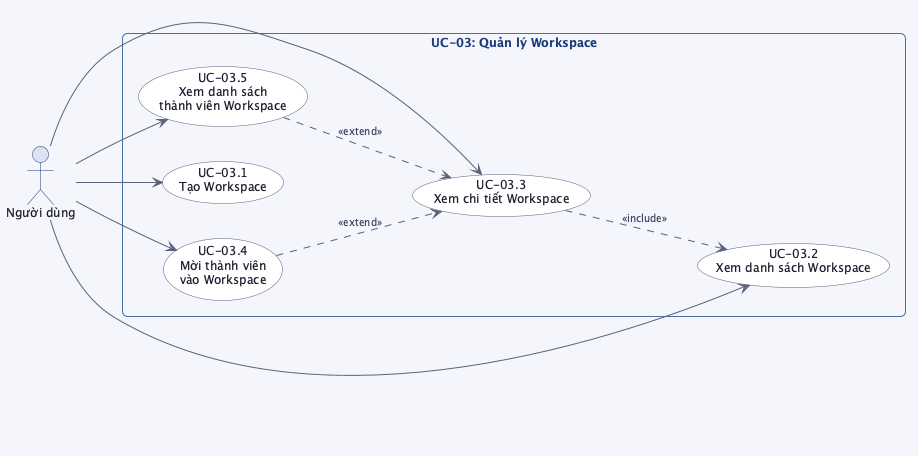 UC-03: Quản lý Workspace
UC-03.5
Xem danh sách
thành viên Workspace
«extend»
Người dùng
UC-03.1
Tạo Workspace
UC-03.3
Xem chi tiết Workspace
«extend»
«include»
UC-03.4
Mời thành viên
vào Workspace
UC-03.2
Xem danh sách Workspace